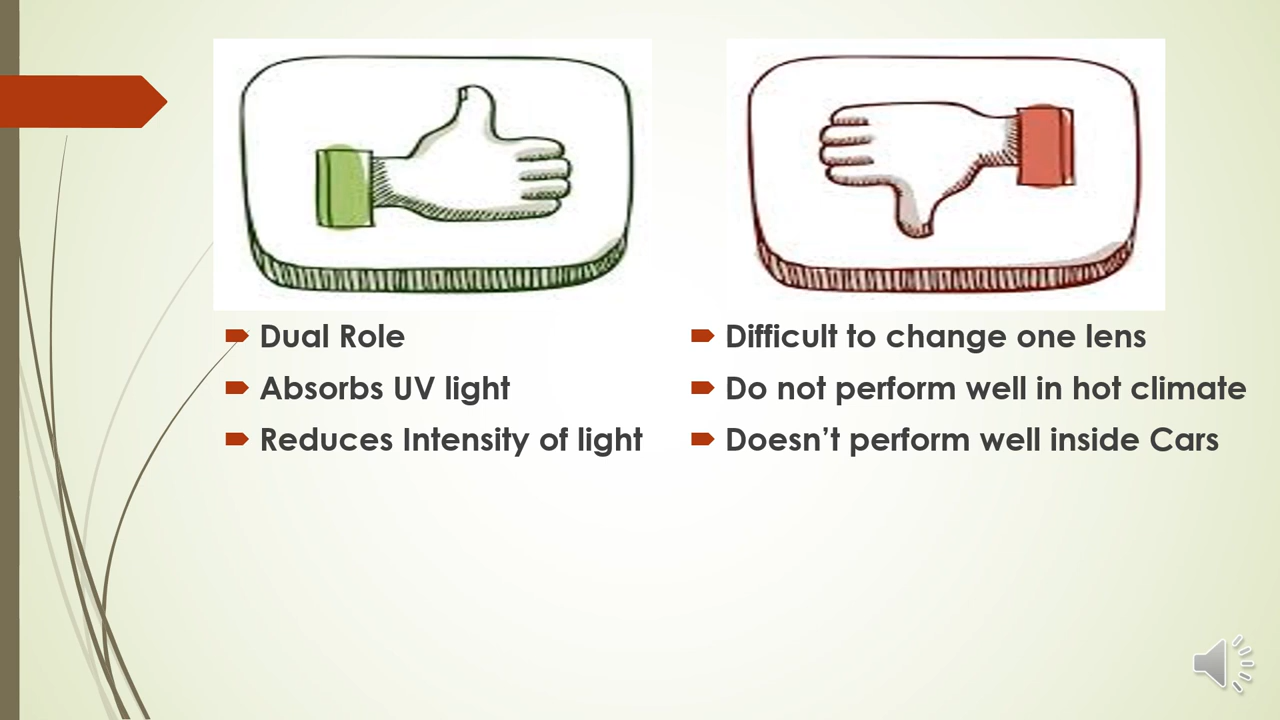 Dual Role
Absorbs UV light
Reduces Intensity of light
Difficult to change one lens
Do not perform well in hot climate
Doesn’t perform well inside Cars